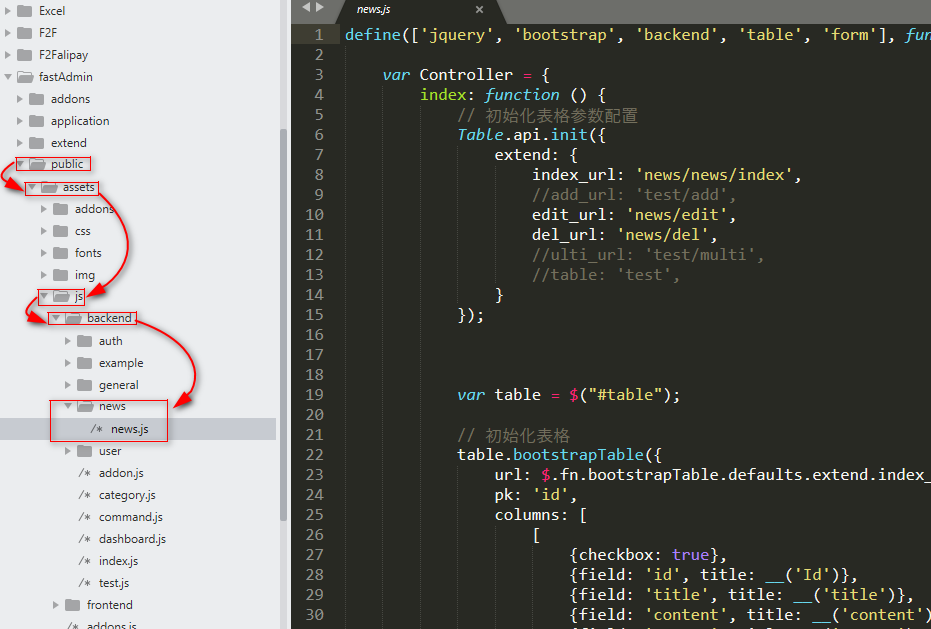 Excel
F2F
F2Falipay
fastAdmin
addons
application
extend
public
assets
addons
css
fonts
img
js
backend
auth
example
general
news
/* news.js
user
/* addon.js
/* category.js
/* command.js
/* dashboard.js
/* index.js
/* test.js
frontend
/* addons.js
news.js ×
1 define(['jquery', 'bootstrap', 'backend', 'table', 'form'], fun
2
3 var Controller = {
4 index: function () {
5 // 初始化表格参数配置
6 Table.api.init({
7 extend: {
8 index_url: 'news/news/index',
9 //add_url: 'test/add',
10 edit_url: 'news/edit',
11 del_url: 'news/del',
12 //ulti_url: 'test/multi',
13 //table: 'test',
14 }
15 });
16
17
18
19 var table = $("#table");
20
21 // 初始化表格
22 table.bootstrapTable({
23 url: $.fn.bootstrapTable.defaults.extend.index_
24 pk: 'id',
25 columns: [
26 [
27 {checkbox: true},
28 {field: 'id', title: __('Id')},
29 {field: 'title', title: __('title')},
30 {field: 'content', title: __('content')